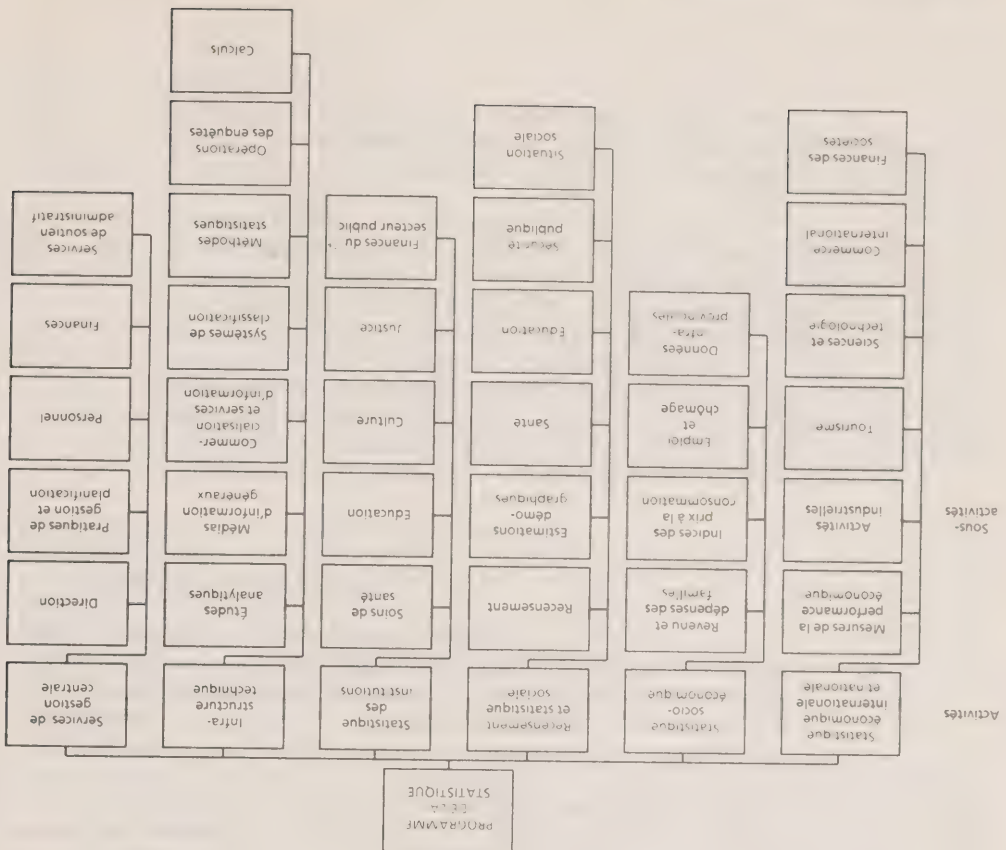 PROGRAMME
DE LA
STATISTIQUE
Activités
Statistique
économique
internationale
et nationale
Statistique
socio-
économique
Recensement
et statistique
sociale
Statistique
des
institutions
Infra-
structure
technique
Services de
gestion
centrale
Sous-
activités
Mesures de la
performance
économique
Activités
industrielles
Tourisme
Sciences et
technologie
Commerce
international
Finances des
sociétés
Revenu et
dépenses des
familles
Indices des
prix à la
consommation
Emploi
et
chômage
Données
infra-
provinciales
Recensement
Estimations
démo-
graphiques
Santé
Éducation
Sécurité
publique
Situation
sociale
Soins de
santé
Éducation
Culture
Justice
Finances du
secteur public
Études
analytiques
Médias
d'information
généraux
Commer-
cialisation
et services
d'information
Systèmes de
classification
Méthodes
statistiques
Opérations
des enquêtes
Calculs
Direction
Pratiques de
gestion et
planification
Personnel
Finances
Services
de soutien
administratif